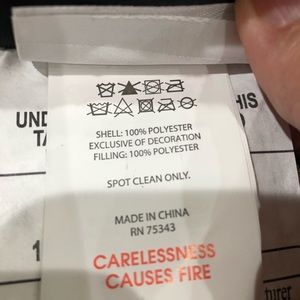 UND
HIS
TA
SHELL: 100% POLYESTER
EXCLUSIVE OF DECORATION
FILLING: 100% POLYESTER
SPOT CLEAN ONLY.
MADE IN CHINA
RN 75343
CARELESSNESS
CAUSES FIRE
turer